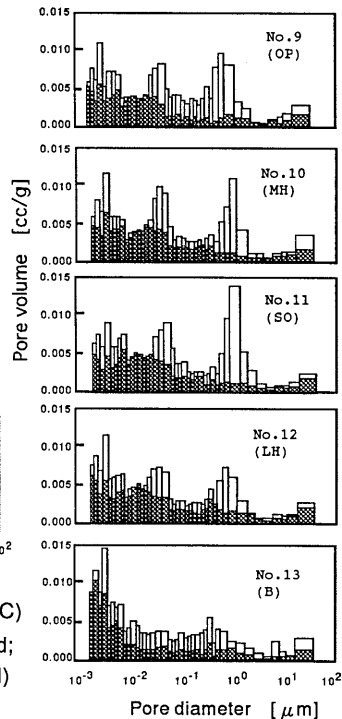 Pore volume [cc/g]
0.015
0.010
0.005
0.000
No.9
(OP)
0.015
0.010
0.005
0.000
No.10
(MH)
0.015
0.010
0.005
0.000
No.11
(SO)
0.015
0.010
0.005
0.000
No.12
(LH)
0.015
0.010
0.005
0.000
No.13
(B)
10-3 10-2 10-1 100 101 102
Pore diameter [μm]
02
C)
d;
)